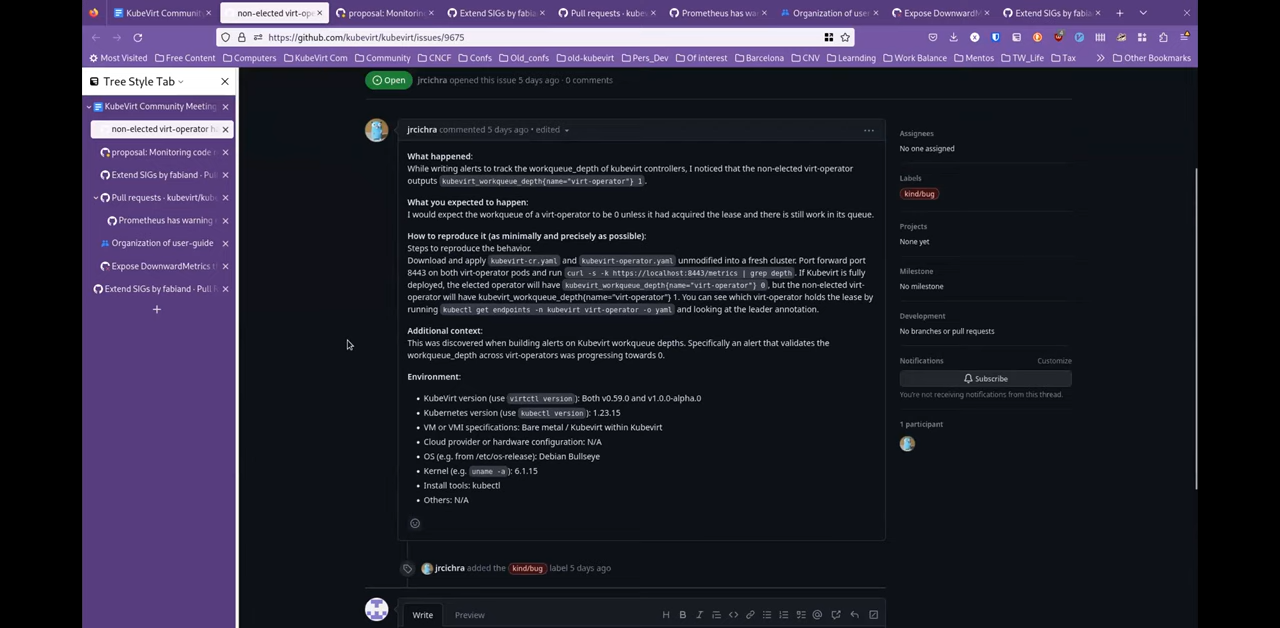 KubeVirt Communit
non-elected virt-op
proposal: Monitorin
Extend SIGs by fabia
Pull requests · kube
Prometheus has wa
Organization of user
Expose DownwardM
Extend SIGs by fabia
https://github.com/kubevirt/kubevirt/issues/9675
Most Visited Free Content Computers KubeVirt Com Community CNCF Confs Old_confs old-kubevirt Pers_Dev Of interest Barcelona CNV Learnding Work Balance Mentos TW_Life Tax Other Bookmarks
Tree Style Tab
KubeVirt Community Meeting
non-elected virt-operator h
proposal: Monitoring code
Extend SIGs by fabiand · Pul
Pull requests · kubevirt/kub
Prometheus has warning
Organization of user-guide
Expose DownwardMetrics t
Extend SIGs by fabiand · Pull
Open jrcichra opened this issue 5 days ago · 0 comments
jrcichra commented 5 days ago · edited
What happened:
While writing alerts to track the workqueue_depth of kubevirt controllers, I noticed that the non-elected virt-operator
outputs kubevirt_workqueue_depth{name="virt-operator"} 1.
What you expected to happen:
I would expect the workqueue of a virt-operator to be 0 unless it had acquired the lease and there is still work in its queue.
How to reproduce it (as minimally and precisely as possible):
Steps to reproduce the behavior.
Download and apply kubevirt-cr.yaml and kubevirt-operator.yaml unmodified into a fresh cluster. Port forward port
8443 on both virt-operator pods and run curl -s -k https://localhost:8443/metrics | grep depth. If Kubevirt is fully
deployed, the elected operator will have kubevirt_workqueue_depth{name="virt-operator"} 0, but the non-elected virt-
operator will have kubevirt_workqueue_depth{name="virt-operator"} 1. You can see which virt-operator holds the lease by
running kubectl get endpoints -n kubevirt virt-operator -o yaml and looking at the leader annotation.
Additional context:
This was discovered when building alerts on Kubevirt workqueue depths. Specifically an alert that validates the
workqueue_depth across virt-operators was progressing towards 0.
Environment:
• KubeVirt version (use virtctl version): Both v0.59.0 and v1.0.0-alpha.0
• Kubernetes version (use kubectl version): 1.23.15
• VM or VMI specifications: Bare metal / Kubevirt within Kubevirt
• Cloud provider or hardware configuration: N/A
• OS (e.g. from /etc/os-release): Debian Bullseye
• Kernel (e.g. uname -a): 6.1.15
• Install tools: kubectl
• Others: N/A
jrcichra added the kind/bug label 5 days ago
Write Preview
Assignees
No one assigned
Labels
kind/bug
Projects
None yet
Milestone
No milestone
Development
No branches or pull requests
Notifications Customize
Subscribe
You're not receiving notifications from this thread.
1 participant